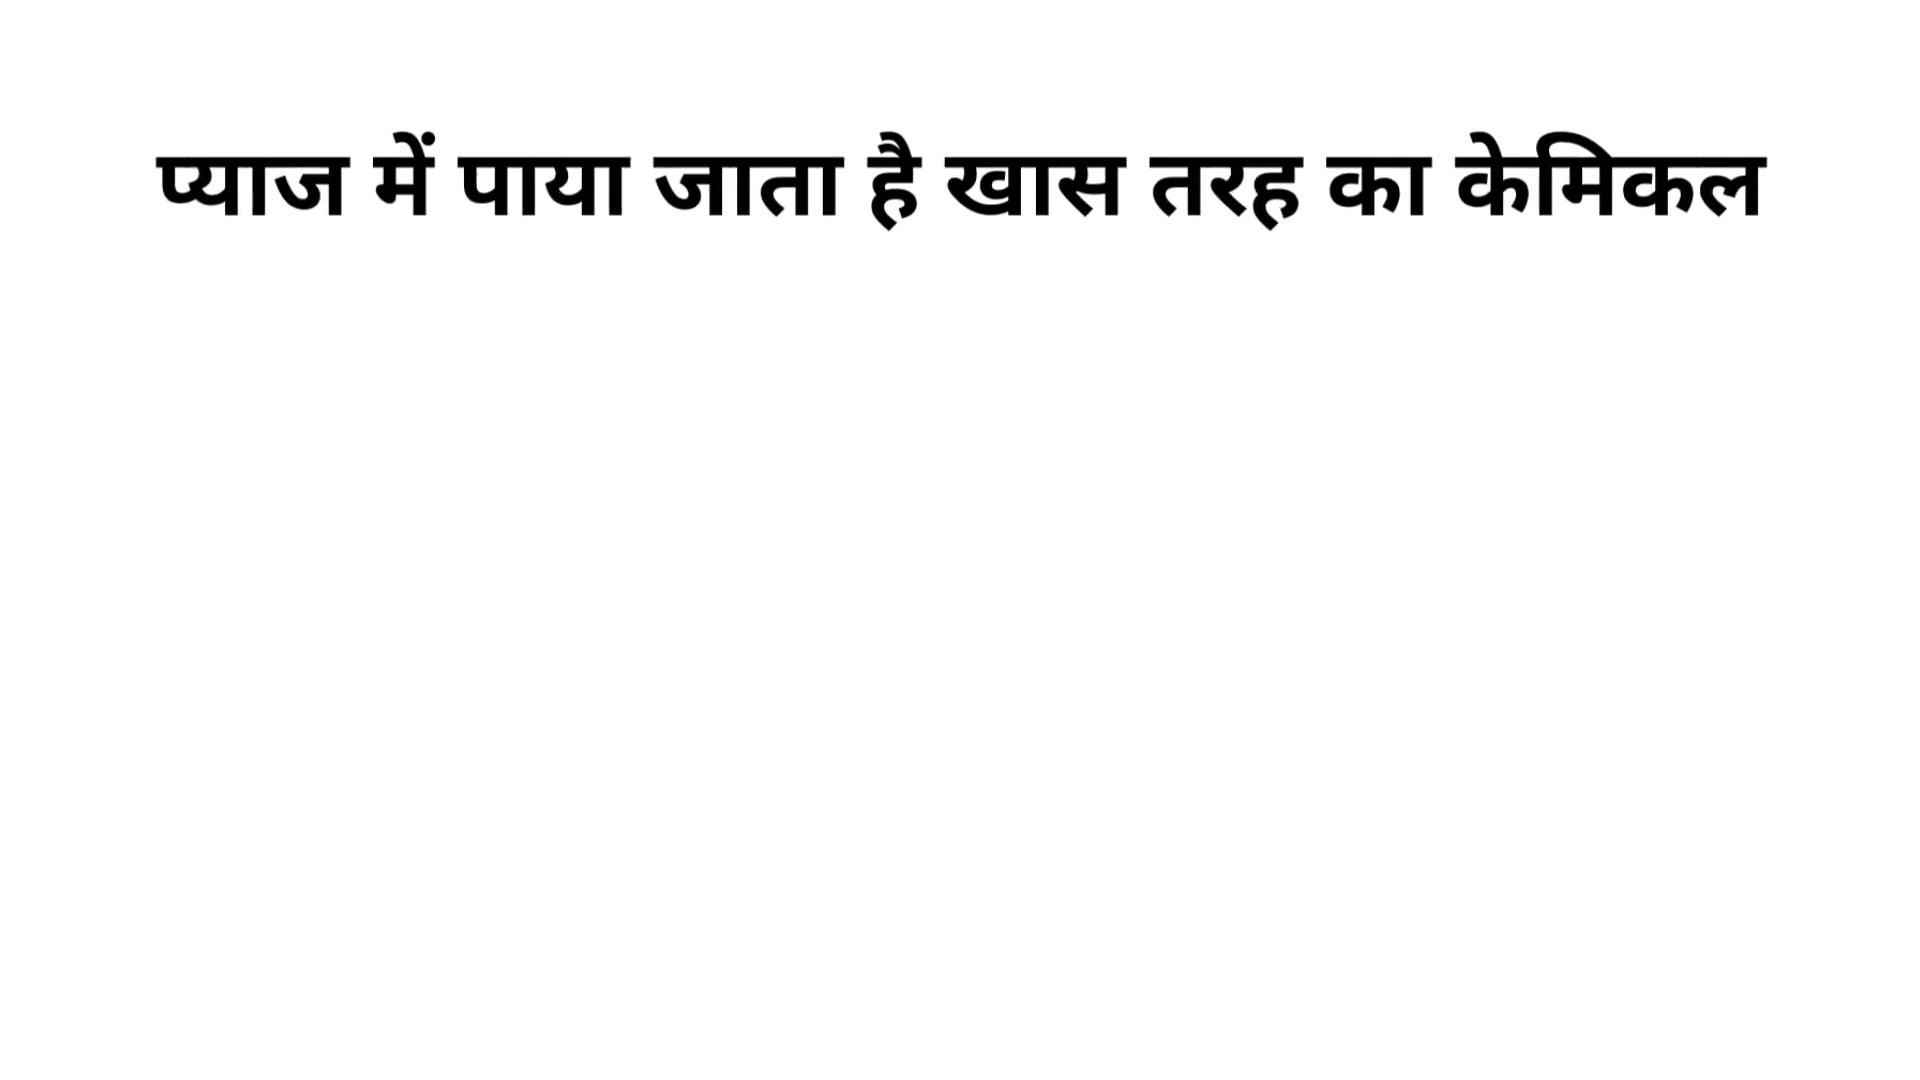 प्याज में पाया जाता है खास तरह का केमिकल